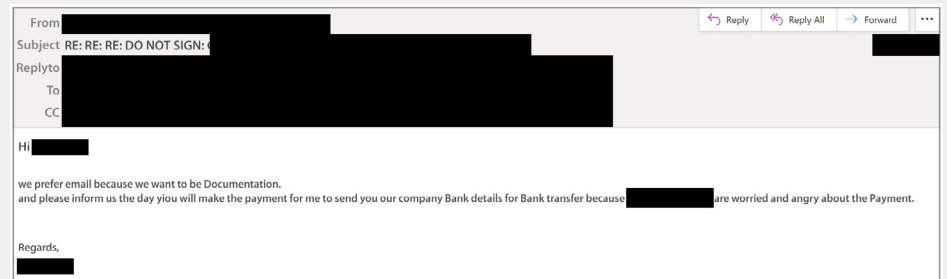 From
Reply Reply All Forward ...
Subject RE: RE: RE: DO NOT SIGN:
Replyto
To
CC
Hi
we prefer email because we want to be Documentation.
and please inform us the day yiou will make the payment for me to send you our company Bank details for Bank transfer because are worried and angry about the Payment.
Regards,